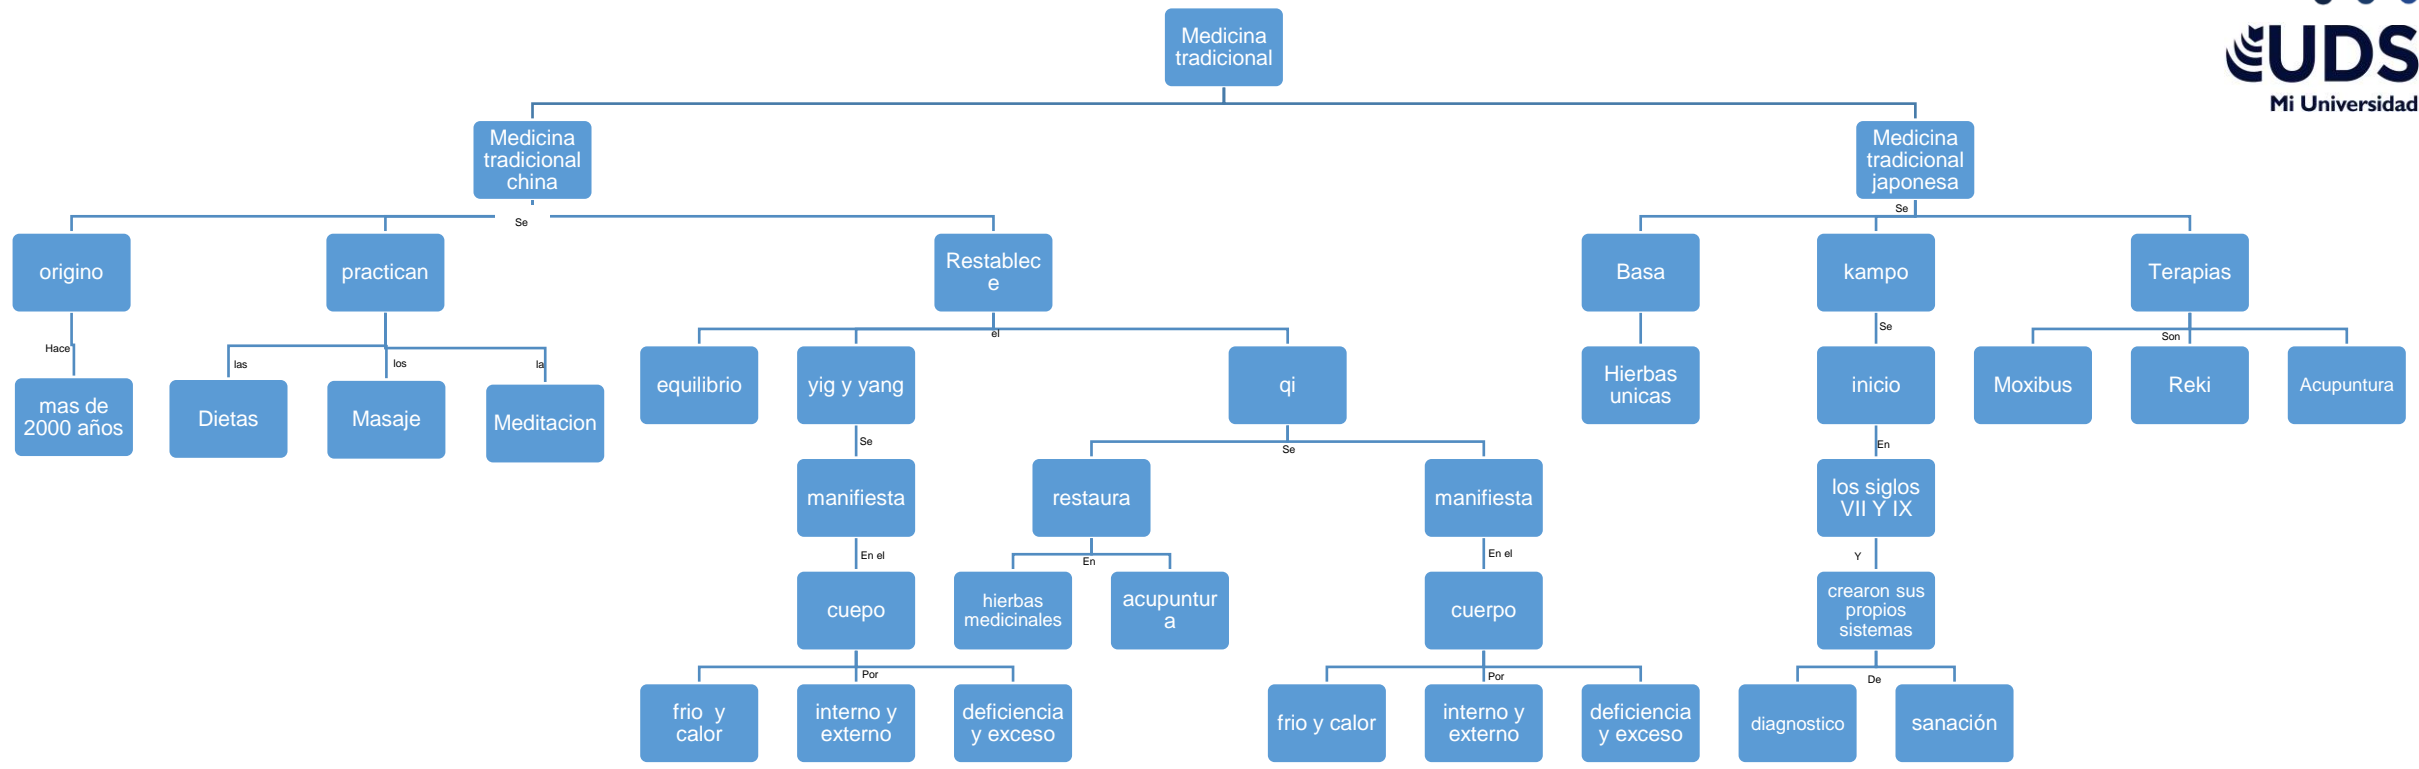 Medicina
tradicional
UDS
Mi Universidad
Medicina
tradicional
china
Medicina
tradicional
japonesa
Se
Se
origino
practican
Restablec
e
Basa
kampo
Terapias
Hace
las
los
la
el
Se
Son
mas de
2000 años
Dietas
Masaje
Meditacion
equilibrio
yig y yang
qi
Hierbas
unicas
inicio
Moxibus
Reki
Acupuntura
Se
Se
En
manifiesta
restaura
manifiesta
los siglos
VII Y IX
En el
En
En el
Y
cuepo
hierbas
medicinales
acupuntur
a
cuerpo
crearon sus
propios
sistemas
Por
Por
De
frio y
calor
interno y
externo
deficiencia
y exceso
frio y calor
interno y
externo
deficiencia
y exceso
diagnostico
sanación